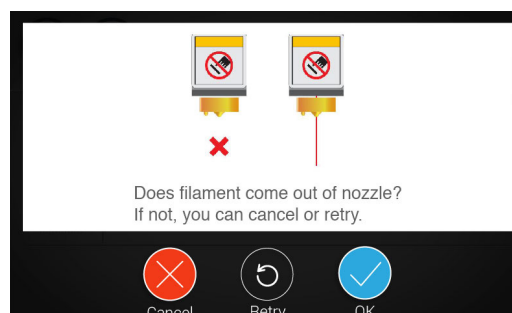 Does filament come out of nozzle?
If not, you can cancel or retry.
Cancel
Retry
OK